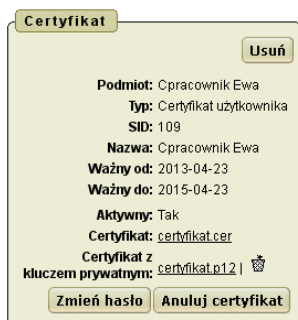 Certyfikat
Usuń
Podmiot: Cpracownik Ewa
Typ: Certyfikat użytkownika
SID: 109
Nazwa: Cpracownik Ewa
Ważny od: 2013-04-23
Ważny do: 2015-04-23
Aktywny: Tak
Certyfikat: certyfikat.cer
Certyfikat z
kluczem prywatnym: certyfikat.p12 |
Zmień hasło Anuluj certyfikat